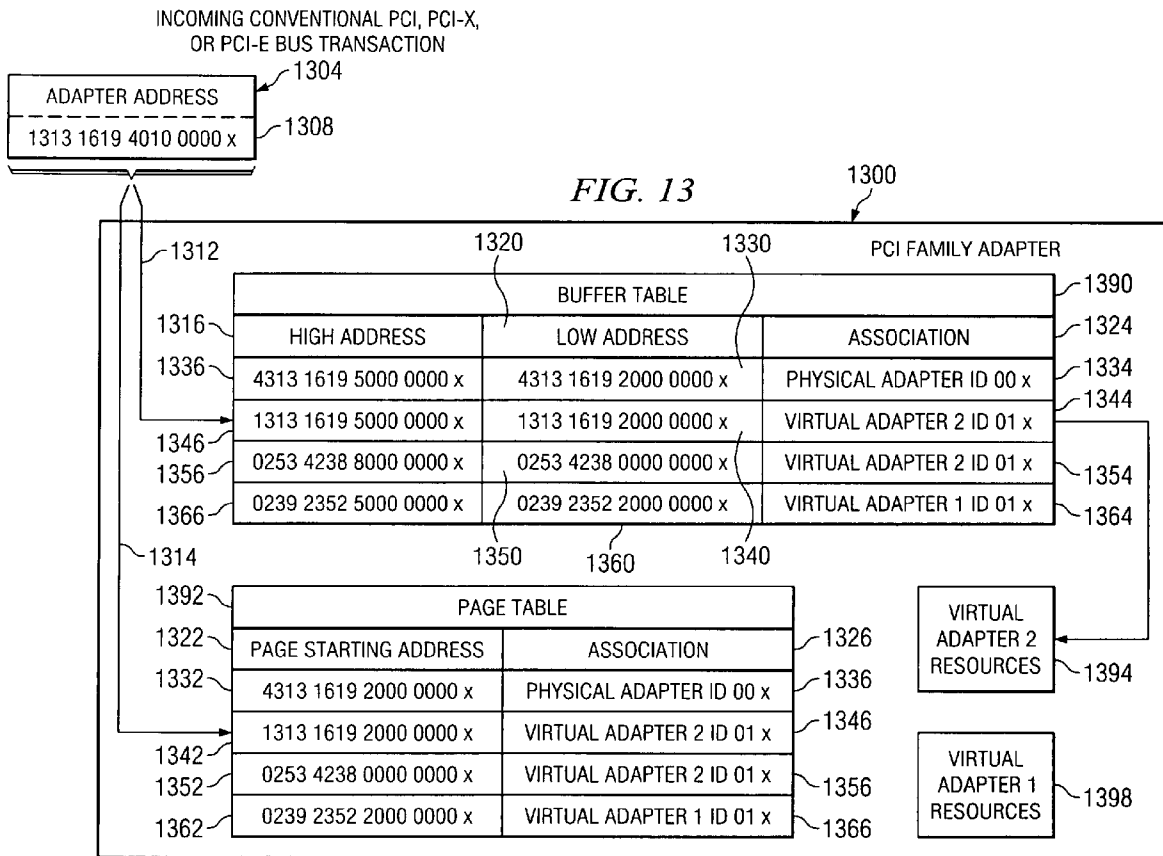 INCOMING CONVENTIONAL PCI, PCI-X,
OR PCI-E BUS TRANSACTION
1304
ADAPTER ADDRESS
1313 1619 4010 0000 x
1308
FIG. 13
1300
1312
1320
1330
PCI FAMILY ADAPTER
BUFFER TABLE
1390
1316
HIGH ADDRESS
LOW ADDRESS
ASSOCIATION
1324
1336
4313 1619 5000 0000 x
4313 1619 2000 0000 x
PHYSICAL ADAPTER ID 00 x
1334
1344
1313 1619 5000 0000 x
1313 1619 2000 0000 x
VIRTUAL ADAPTER 2 ID 01 x
1346
1356
0253 4238 8000 0000 x
0253 4238 0000 0000 x
VIRTUAL ADAPTER 2 ID 01 x
1354
1366
0239 2352 5000 0000 x
0239 2352 2000 0000 x
VIRTUAL ADAPTER 1 ID 01 x
1364
1314
1350
1360
1340
1392
PAGE TABLE
1322
PAGE STARTING ADDRESS
ASSOCIATION
1326
1332
4313 1619 2000 0000 x
PHYSICAL ADAPTER ID 00 x
1336
1313 1619 2000 0000 x
VIRTUAL ADAPTER 2 ID 01 x
1346
1342
1352
0253 4238 0000 0000 x
VIRTUAL ADAPTER 2 ID 01 x
1356
1362
0239 2352 2000 0000 x
VIRTUAL ADAPTER 1 ID 01 x
1366
VIRTUAL
ADAPTER 2
RESOURCES
1394
VIRTUAL
ADAPTER 1
RESOURCES
1398